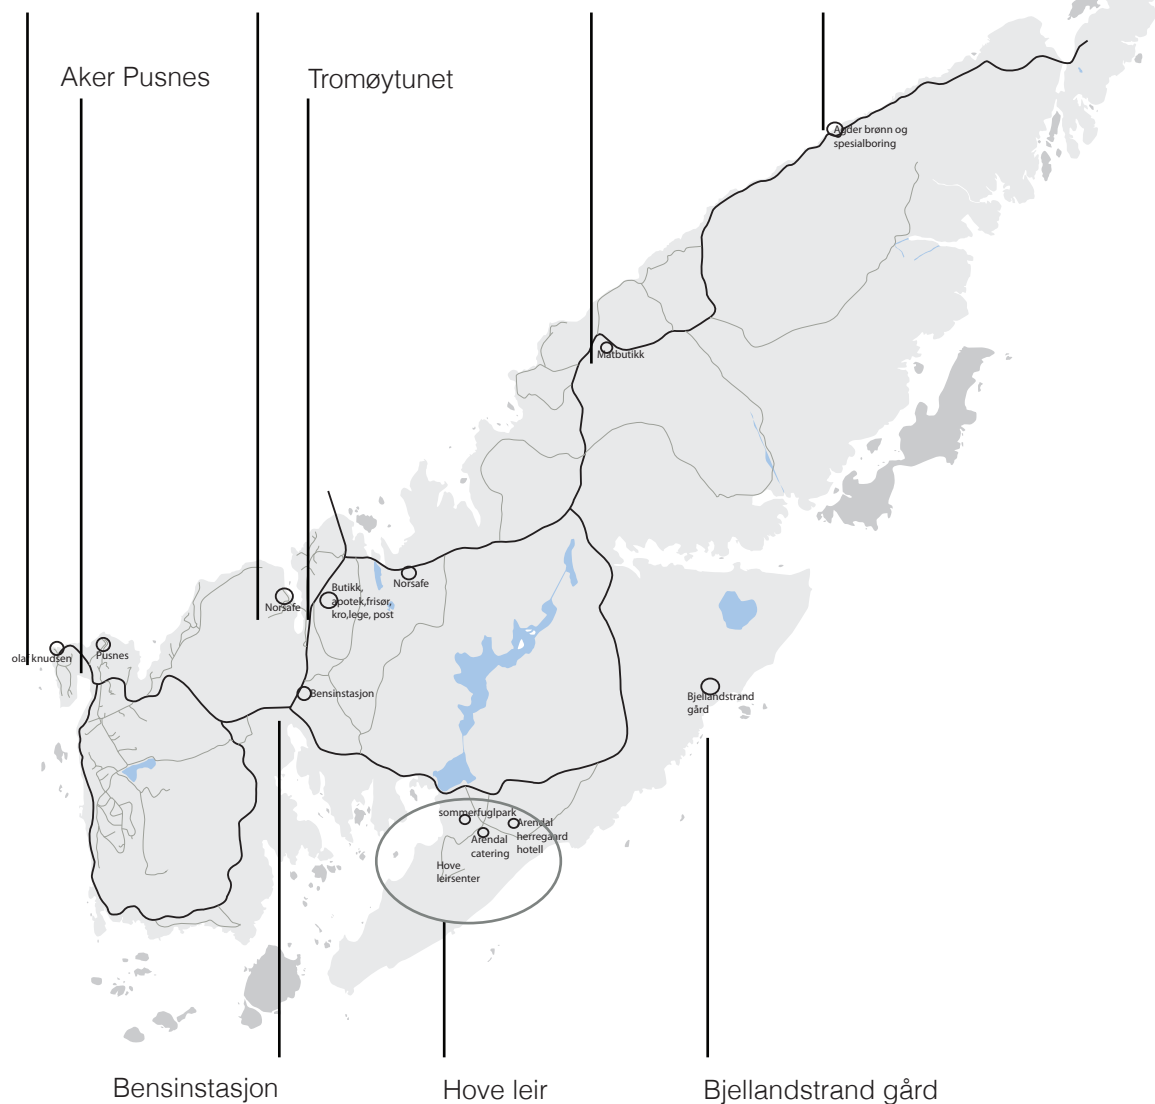 Aker Pusnes
Tromøytunet
Agder brønn og
spesialboring
Matbutikk
Norsafe
Butikk,
apotek,frisør,
kro,lege, post
Norsafe
olaf knudsen
Pusnes
Bensinstasjon
Bjellandstrand
gård
sommerfuglpark
Arendal
herregaard
hotell
Arendal
catering
Hove
leirsenter
Bensinstasjon
Hove leir
Bjellandstrand gård